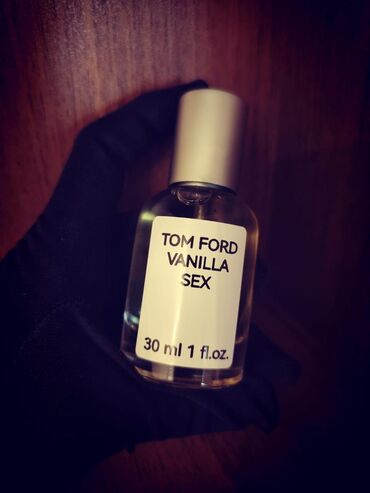 TOM FORD
VANILLA
SEX
30 ml 1 fl.oz.